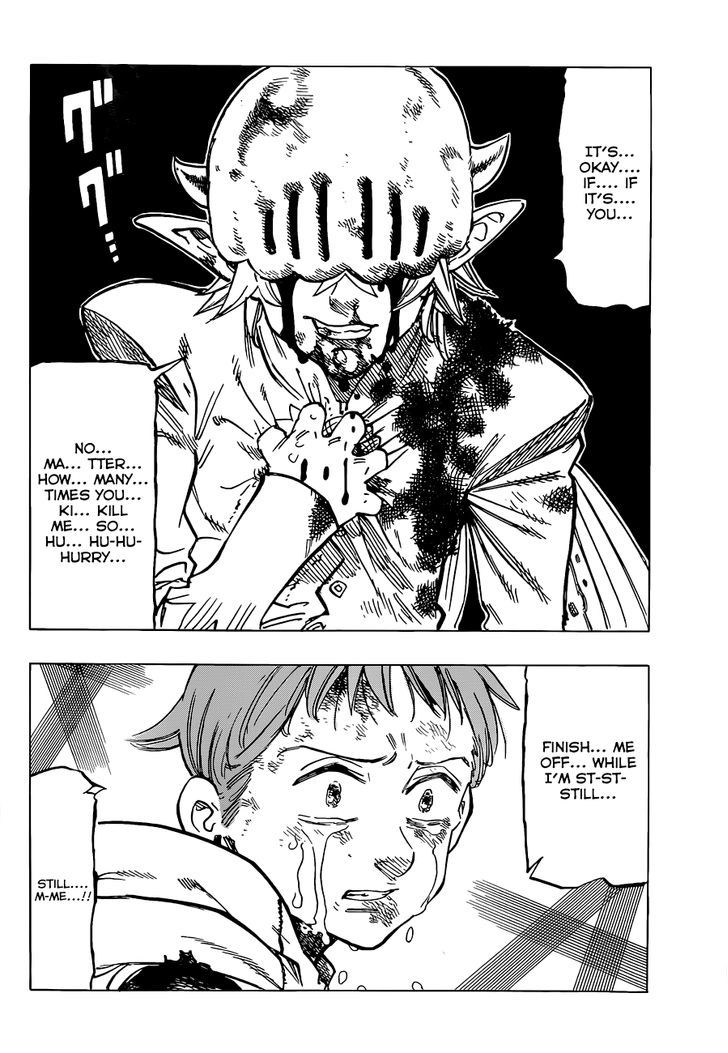 IT'S...
OKAY....
IF.... IF
IT'S....
YOU...
ググ...
NO...
MA... TTER...
HOW... MANY...
TIMES YOU...
KI... KILL
ME... SO...
HU... HU-HU-
HURRY...
FINISH... ME
OFF... WHILE
I'M ST-ST-
STILL...
STILL....
M-ME...!!